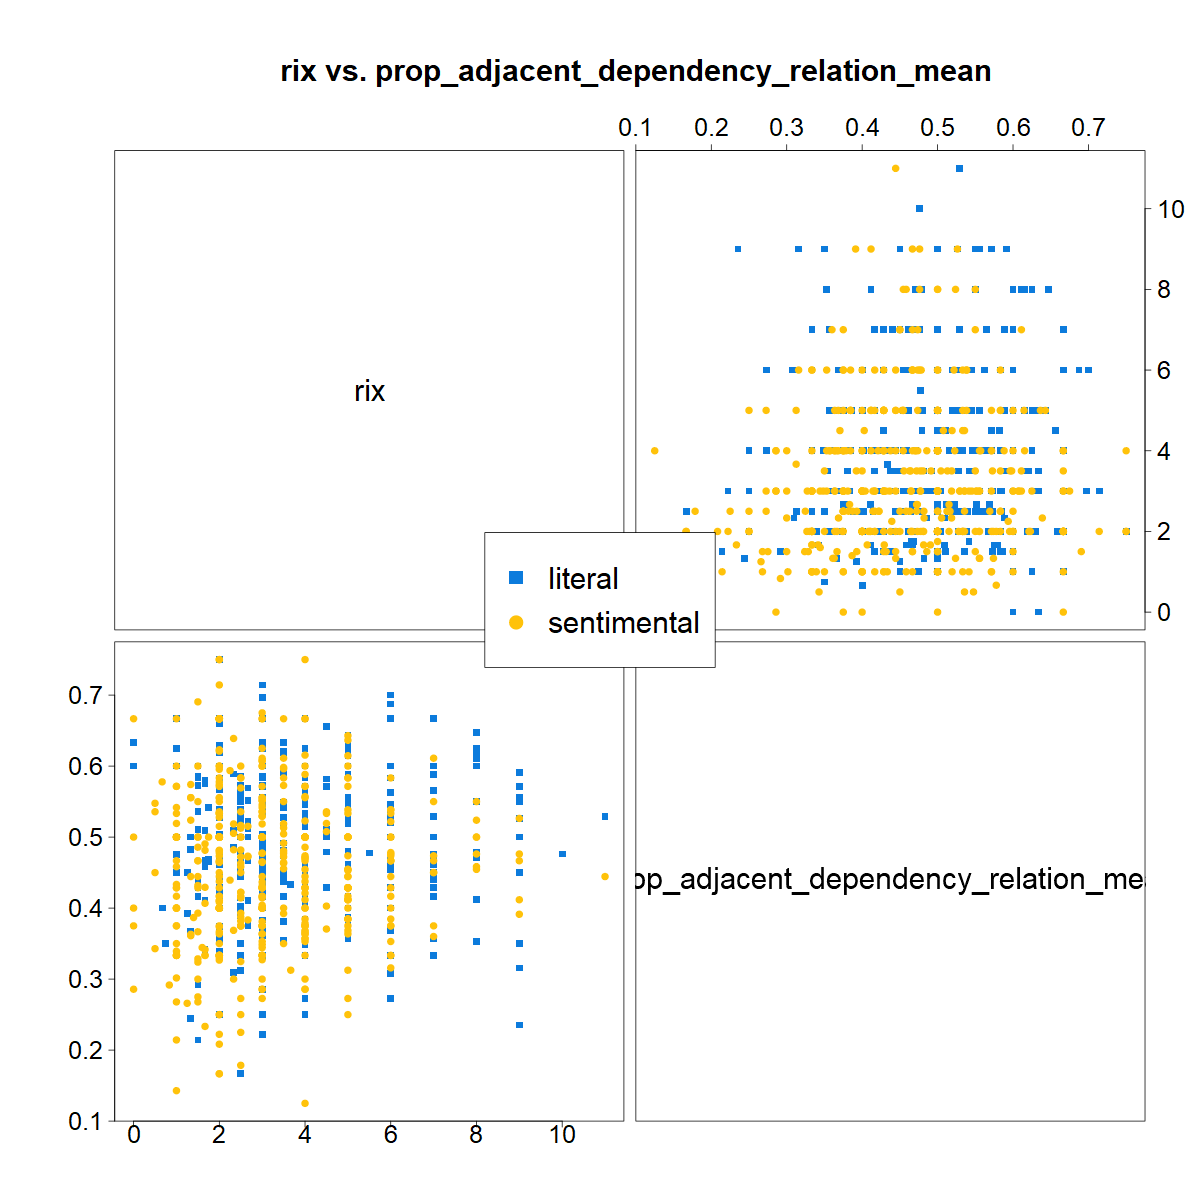 rix vs. prop_adjacent_dependency_relation_mean
0.1 0.2 0.3 0.4 0.5 0.6 0.7
10
8
rix
6
4
2
literal
0
sentimental
0.7
0.6
0.5
op_adjacent_dependency_relation_me
0.4
0.3
0.2
0.1
0 2 4 6 8 10